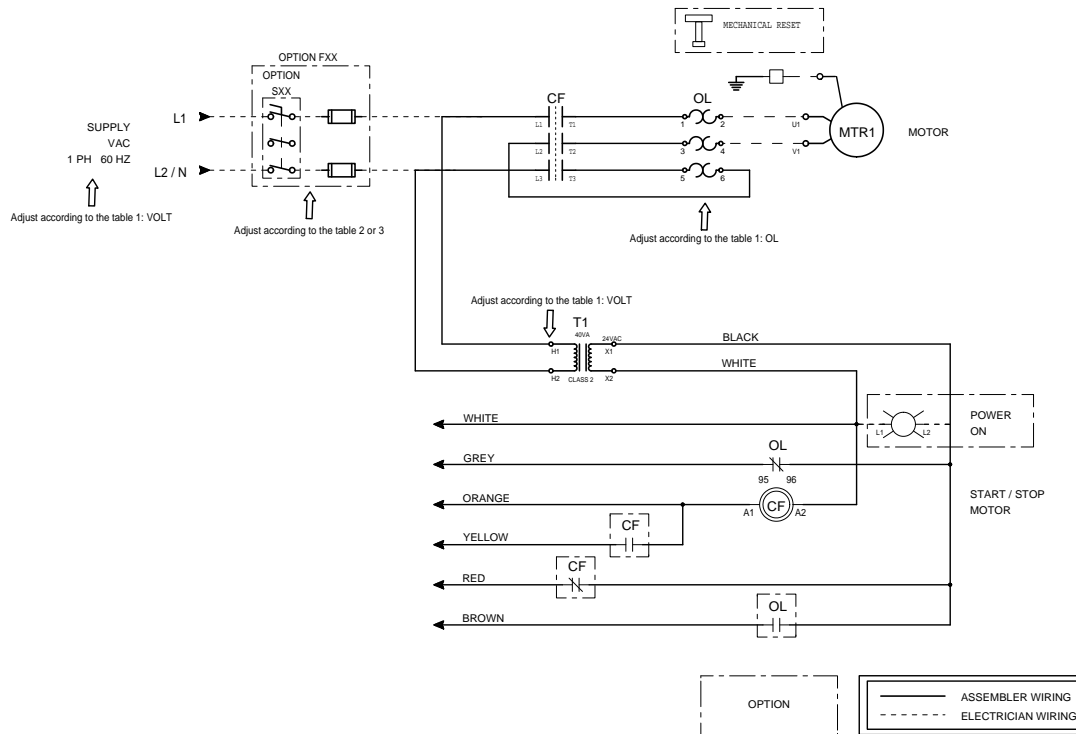 MECHANICAL RESET
OPTION FXX
OPTION
SXX
CF
OL
L1
L1
T1
1
2
U1
MTR1
MOTOR
SUPPLY
VAC
1 PH 60 HZ
L2
T2
3
4
V1
L2 / N
L3
T3
5
6
Adjust according to the table 1: VOLT
Adjust according to the table 2 or 3
Adjust according to the table 1: OL
Adjust according to the table 1: VOLT
T1
40VA
24VAC
BLACK
H1
X1
WHITE
H2
CLASS 2
X2
WHITE
L1
L2
POWER
ON
OL
GREY
95
96
ORANGE
A1
CF
A2
START / STOP
MOTOR
CF
YELLOW
CF
RED
OL
BROWN
OPTION
ASSEMBLER WIRING
ELECTRICIAN WIRING